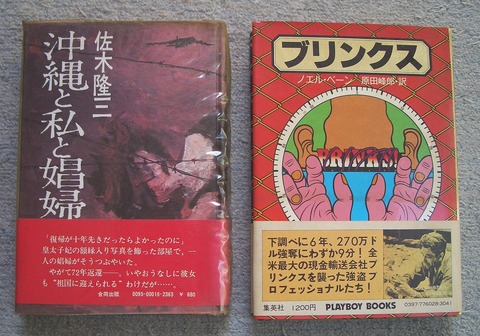 佐木隆三
沖縄と私と娼婦
「復帰が十年先きだったらよかったのに」
皇太子妃の額縁入り写真を飾った部屋で、一
人の娼婦がそうつぶやいた。
やがて72年返還──。いやおうなしに彼女
も“祖国に迎えられる”わけだが……。
合同出版 0095-00016-2363 ¥ 680
ブリンクス
ノエル・ベーン 原田峰郎・訳
BRINK'S!
下調べに6年、270万ド
ル強奪にわずか9分！全
米最大の現金輸送会社ブ
リンクスを襲った強盗プ
ロフェッショナルたち！
集英社 1200円 PLAYBOY BOOKS 0397-776028-3041